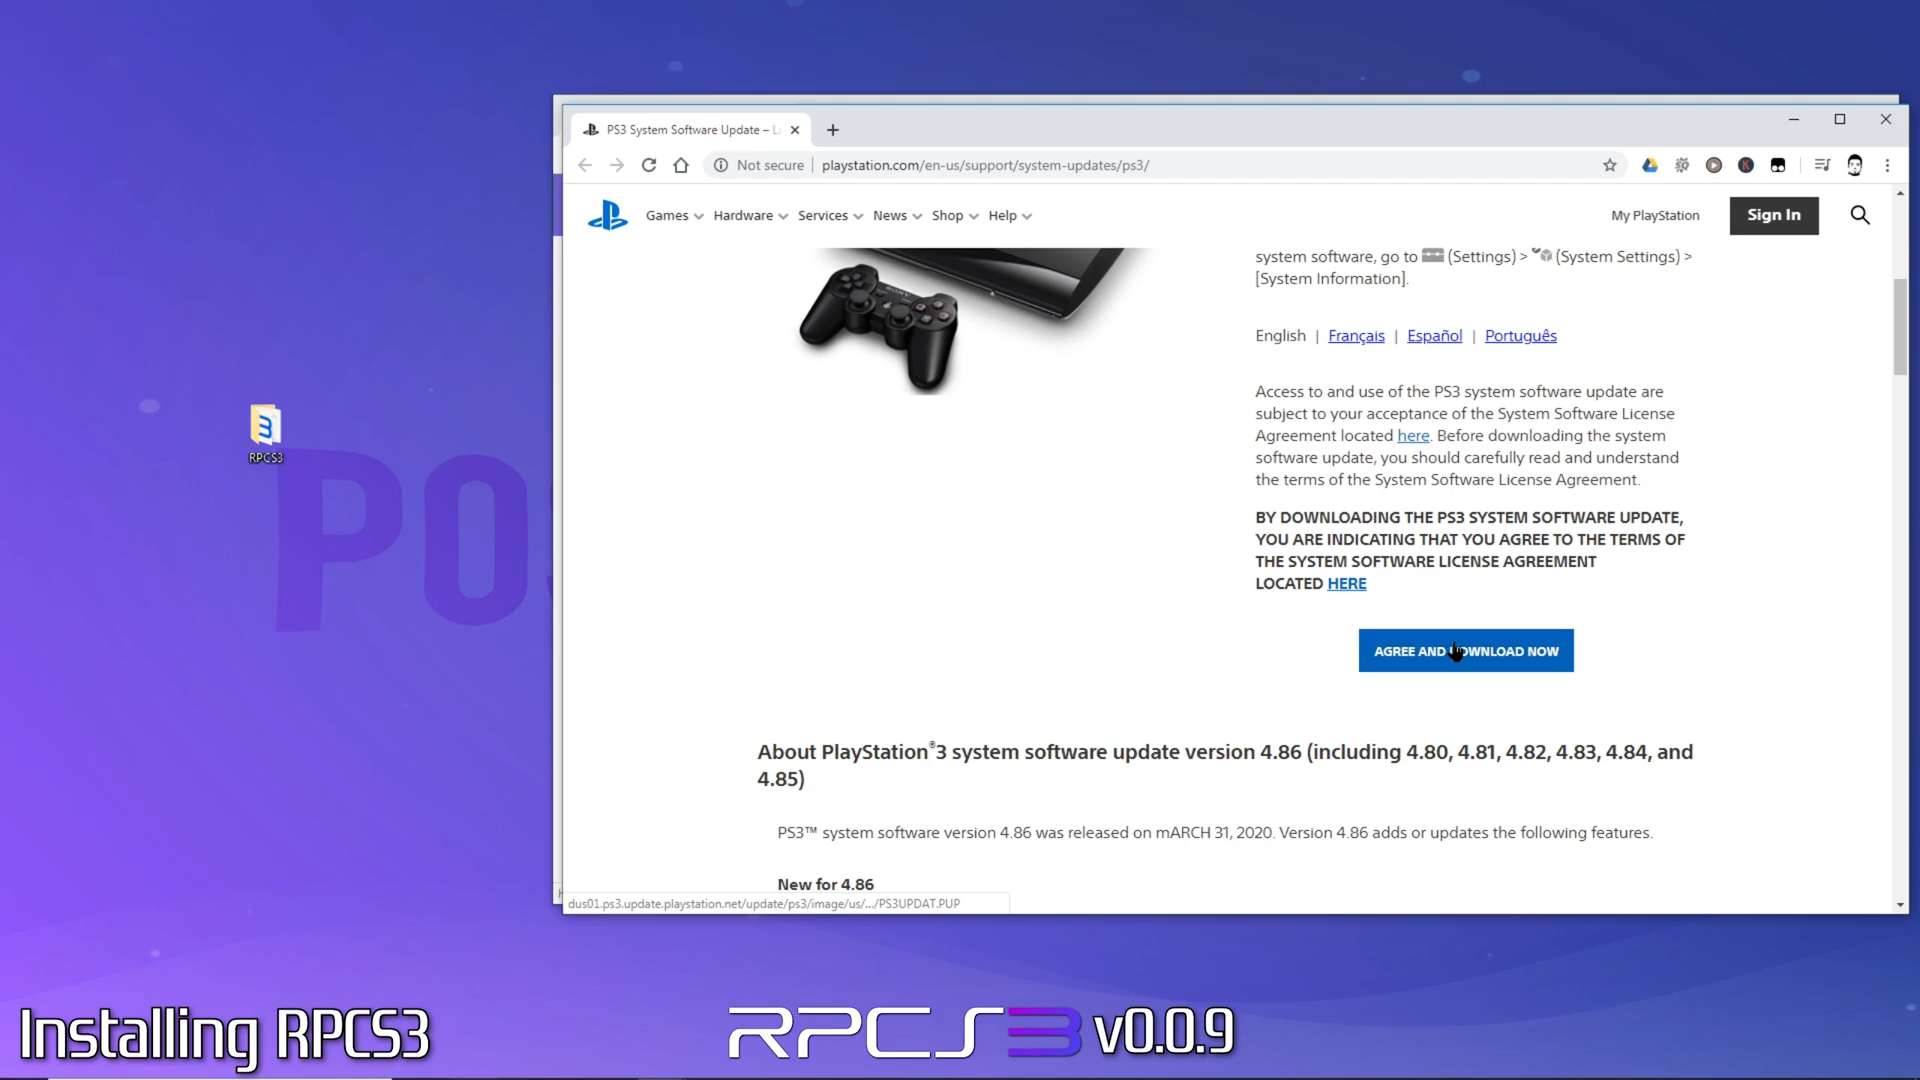 PS3 System Software Update – L
Not secure | playstation.com/en-us/support/system-updates/ps3/
Games Hardware Services News Shop Help My PlayStation Sign In
system software, go to (Settings) > (System Settings) >
[System Information].
English | Français | Español | Português
Access to and use of the PS3 system software update are
subject to your acceptance of the System Software License
Agreement located here. Before downloading the system
software update, you should carefully read and understand
the terms of the System Software License Agreement.
BY DOWNLOADING THE PS3 SYSTEM SOFTWARE UPDATE,
YOU ARE INDICATING THAT YOU AGREE TO THE TERMS OF
THE SYSTEM SOFTWARE LICENSE AGREEMENT
LOCATED HERE
AGREE AND DOWNLOAD NOW
About PlayStation®3 system software update version 4.86 (including 4.80, 4.81, 4.82, 4.83, 4.84, and
4.85)
PS3™ system software version 4.86 was released on mARCH 31, 2020. Version 4.86 adds or updates the following features.
New for 4.86
dus01.ps3.update.playstation.net/update/ps3/image/us/.../PS3UPDAT.PUP
RPCS3
Installing RPCS3
RPCS3 v0.0.9